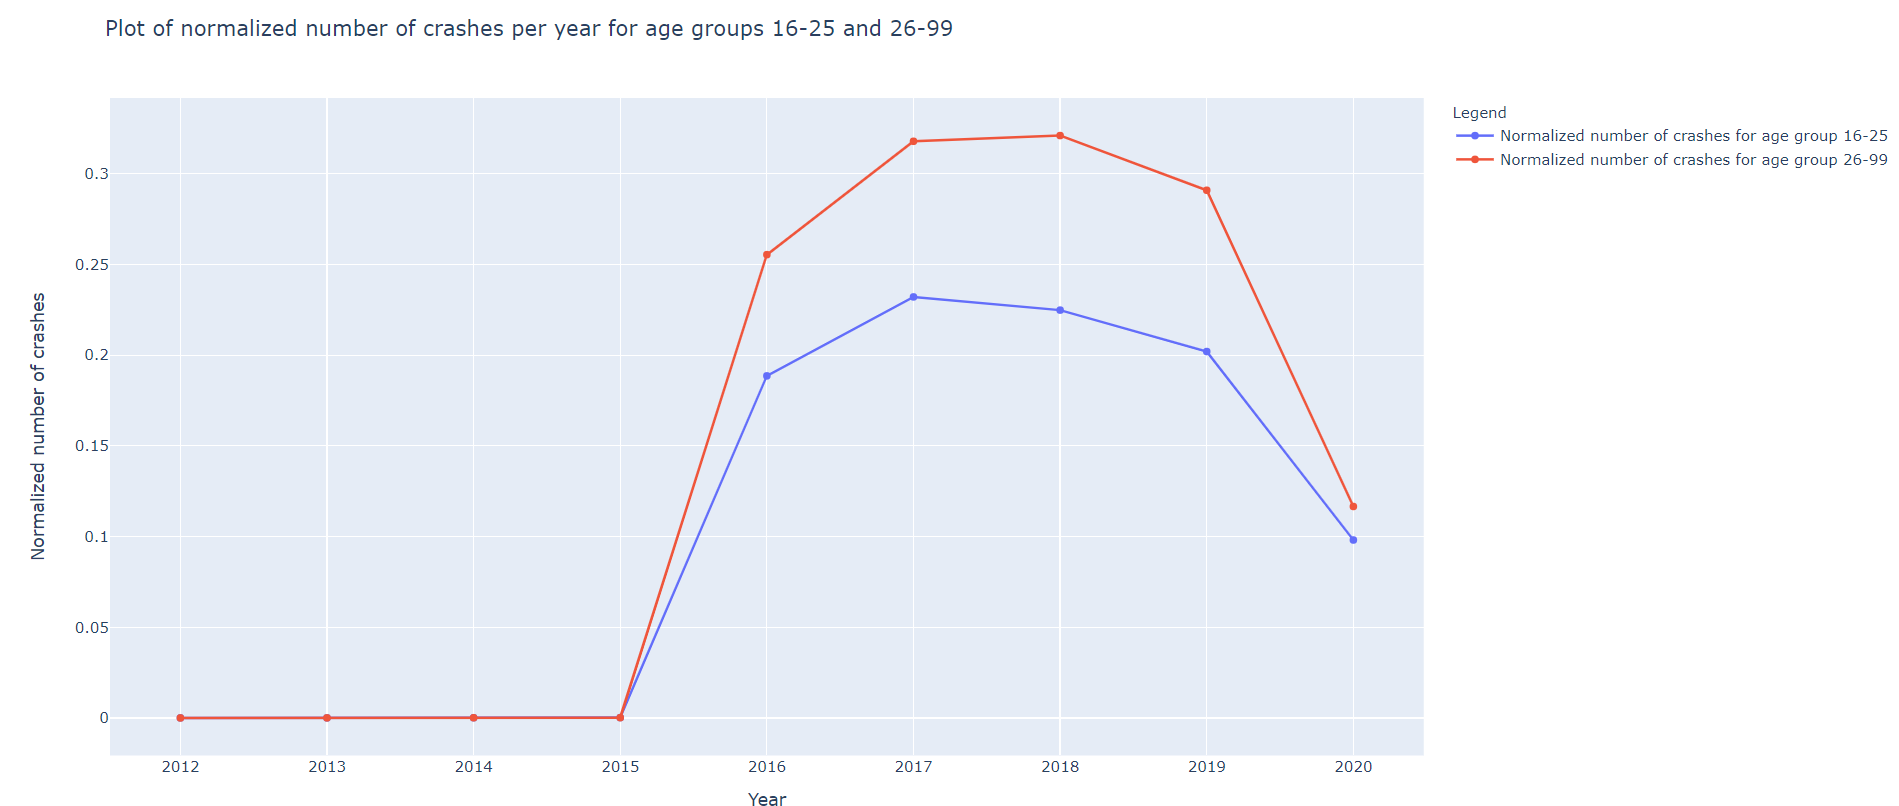 Plot of normalized number of crashes per year for age groups 16-25 and 26-99
Legend
Normalized number of crashes for age group 16-25
Normalized number of crashes for age group 26-99
Normalized number of crashes
0.3
0.25
0.2
0.15
0.1
0.05
0
2012 2013 2014 2015 2016 2017 2018 2019 2020
Year